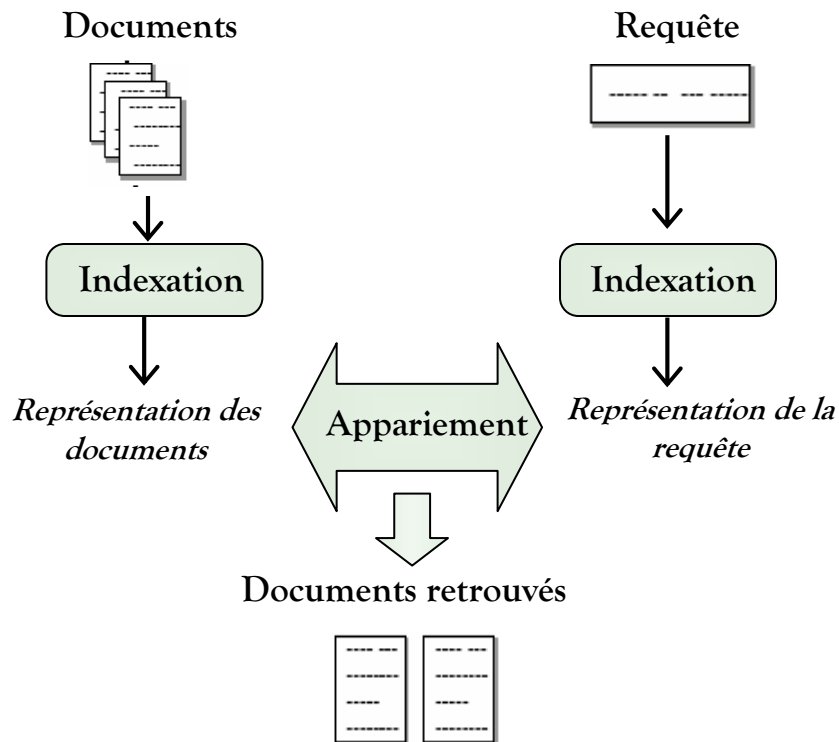 Documents
Requête
Indexation
Indexation
Représentation des
documents
Appariement
Représentation de la
requête
Documents retrouvés